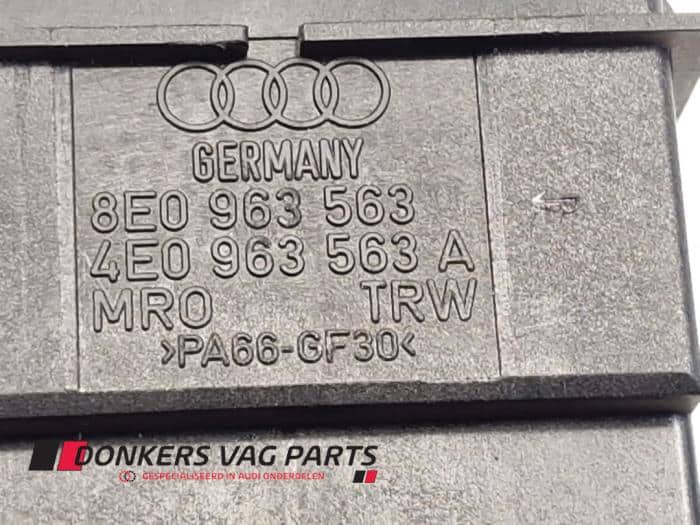 GERMANY
8E0 963 563
4E0 963 563 A
MRO TRW
>PA66-GF30<
DONKERS VAG PARTS
GESPECIALISEERD IN AUDI ONDERDELEN